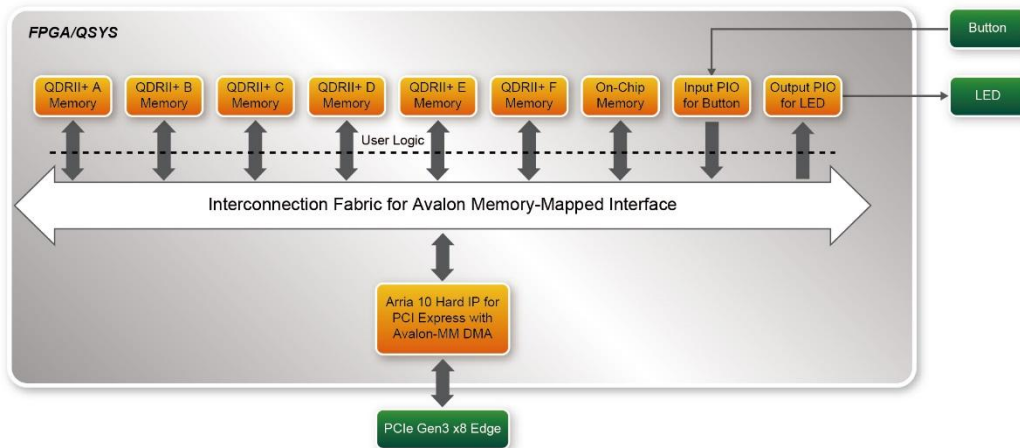 FPGA/QSYS
Button
LED
QDRII+ A
Memory
QDRII+ B
Memory
QDRII+ C
Memory
QDRII+ D
Memory
QDRII+ E
Memory
QDRII+ F
Memory
On-Chip
Memory
Input PIO
for Button
Output PIO
for LED
User Logic
Interconnection Fabric for Avalon Memory-Mapped Interface
Arria 10 Hard IP for
PCI Express with
Avalon-MM DMA
PCIe Gen3 x8 Edge